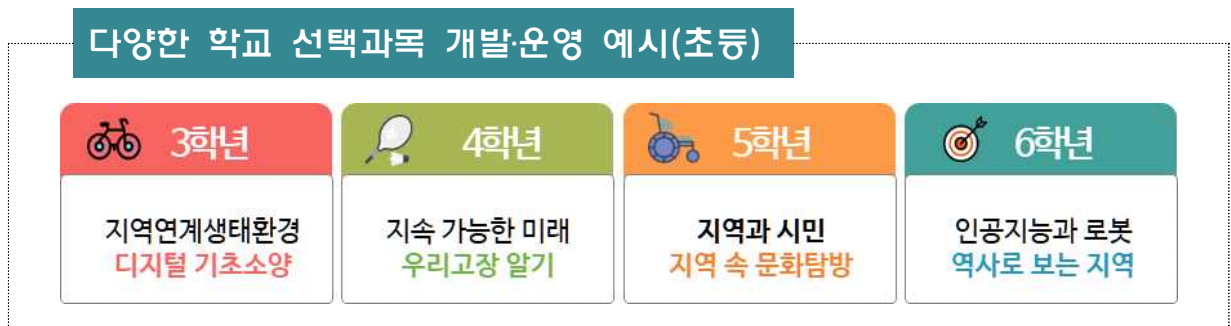 다양한 학교 선택과목 개발·운영 예시(초등)
3학년
지역연계생태환경
디지털 기초소양
4학년
지속 가능한 미래
우리고장 알기
5학년
지역과 시민
지역 속 문화탐방
6학년
인공지능과 로봇
역사로 보는 지역